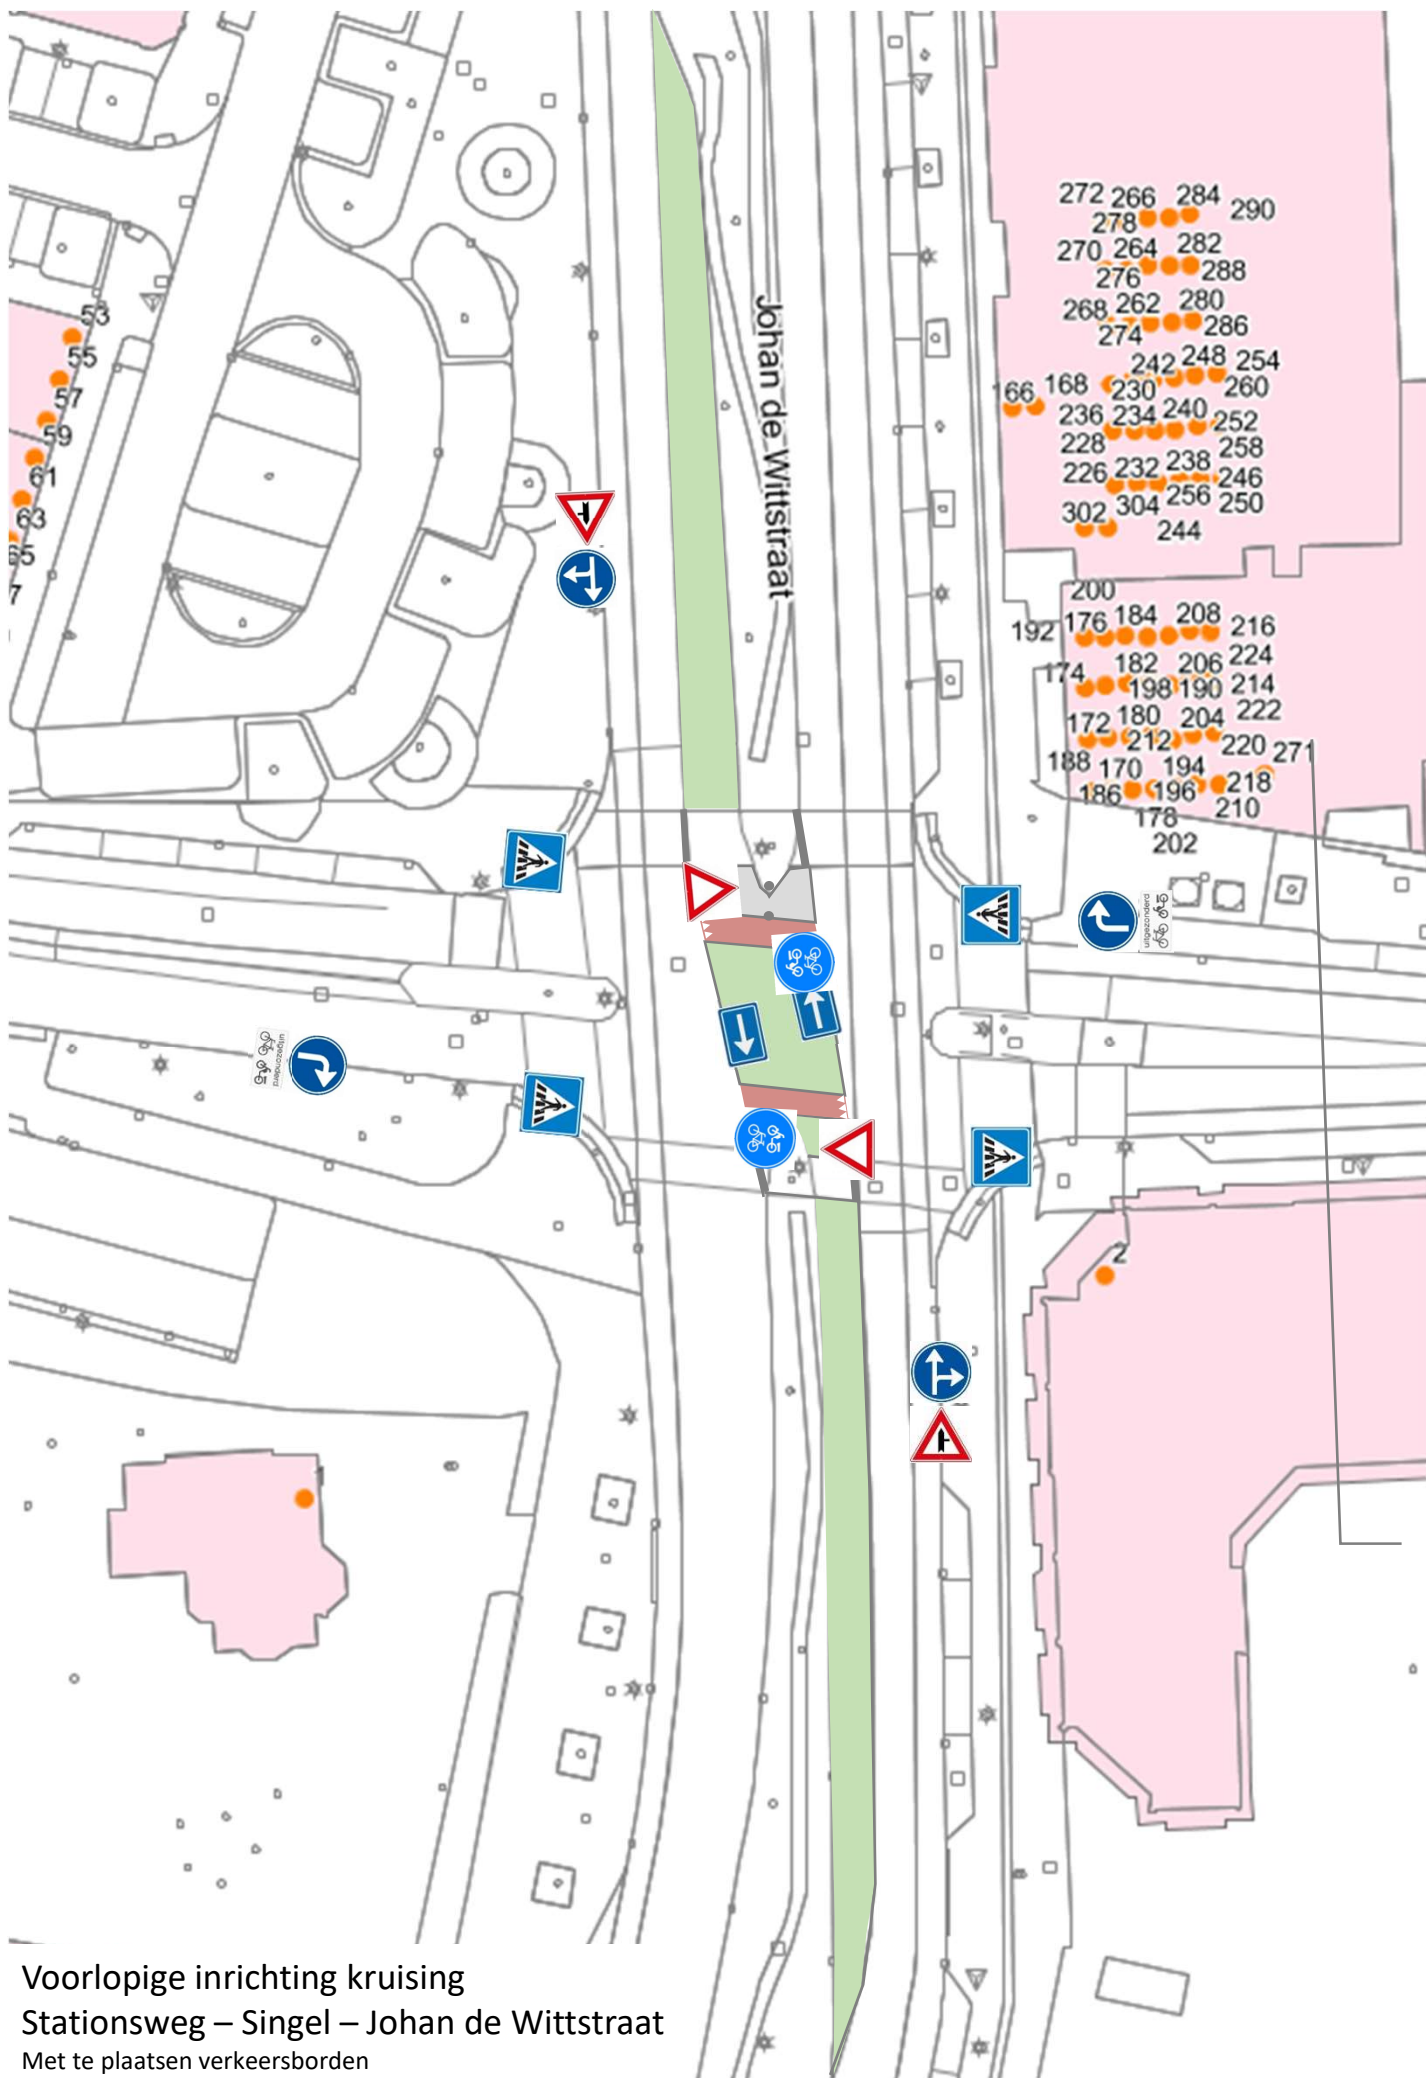 272 266 284 290
278
270 264 282
276 288
268 262 280
274 286
242 248 254
166 168 230 260
236 234 240 252
228 258
226 232 238 246
304 256 250
302 244
200
192 176 184 208 216
224
174 182 206
198 190 214
172 180 204 222
212 220 271
188 170 194
186 196 218
178 210
202
53
55
57
59
61
63
65
7
Johan de Wittstraat
uitgezonderd
uitgezonderd
2
1
Voorlopige inrichting kruising
Stationsweg – Singel – Johan de Wittstraat
Met te plaatsen verkeersborden